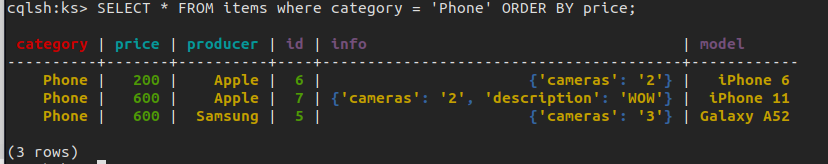 cqlsh:ks> SELECT * FROM items where category = 'Phone' ORDER BY price;
category | price | producer | id | info | model
----------+-------+----------+----+-----------------------------------------+------------
Phone | 200 | Apple | 6 | {'cameras': '2'} | iPhone 6
Phone | 600 | Apple | 7 | {'cameras': '2', 'description': 'WOW'} | iPhone 11
Phone | 600 | Samsung | 5 | {'cameras': '3'} | Galaxy A52
(3 rows)